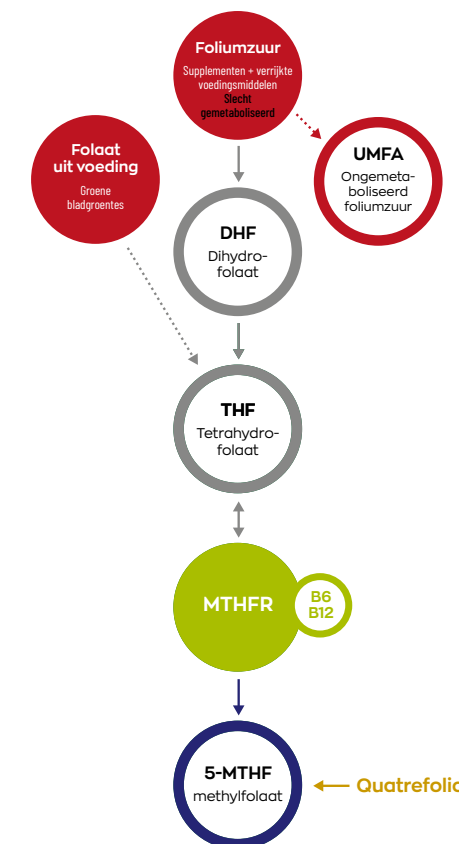 Foliumzuur
Supplementen + verrijkte
voedingsmiddelen
Slecht
gemetaboliseerd
Folaat
uit voeding
Groene
bladgroentes
UMFA
Ongemeta-
boliseerd
foliumzuur
DHF
Dihydro-
folaat
THF
Tetrahydro-
folaat
MTHFR
B6
B12
5-MTHF
methylfolaat
Quatrefolic